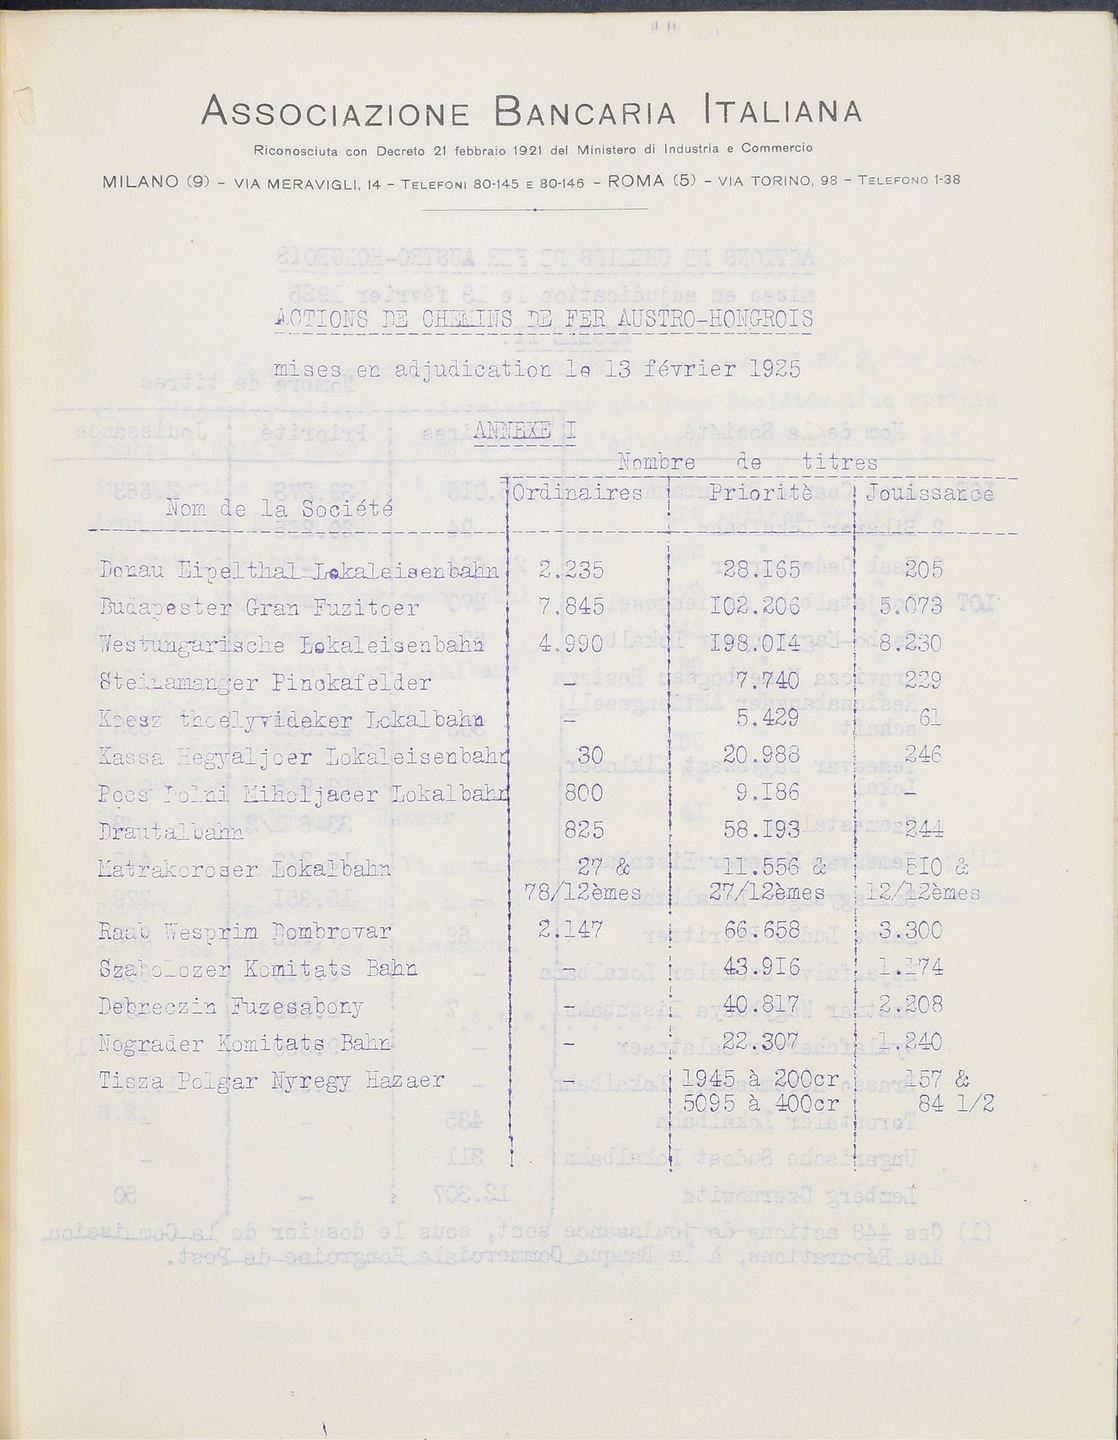 ASSOCIAZIONE BANCARIA ITALIANA
Riconosciuta con Decreto 21 febbraio 1921 del Ministero di Industria e Commercio
MILANO (9) – VIA MERAVIGLI, 14 – TELEFONI 80-145 E 80-146 – ROMA (5) – VIA TORINO, 98 – TELEFONO 1-38
ACTIONS DE CHEMINS DE FER AUSTRO-HONGROIS
mises en adjudication le 13 février 1925
ANNEXE I
Nombre de titres
Nom de la Société Ordinaires Priorité Jouissance
Donau Eipelthal Lokaleisenbahn 2.235 28.165 205
Budapester Gran Fuzitoer 7.845 102.206 5.073
Westungarische Lokaleisenbahn 4.990 198.014 8.230
Steinamanger Pinokafelder – 7.740 229
Koesz thoelyvideker Lokalbahn – 5.429 61
Kassa Hegyaljoer Lokaleisenbahn 30 20.988 246
Pocs Dolni Miholjacer Lokalbahn 800 9.186 –
Drautalbahn 825 58.193 244
Matrakoroser Lokalbahn 27 & 11.556 & 510 &
78/12èmes 27/12èmes 12/12èmes
Raab Wesprim Dombrovar 2.147 66.658 3.300
Szabolozer Komitats Bahn – 43.916 1.174
Debreczin Fuzesabony – 40.817 2.208
Nograder Komitats Bahn – 22.307 1.240
Tisza Polgar Nyregy Hazaer – 1945 à 200cr 157 &
5095 à 400cr 84 1/2